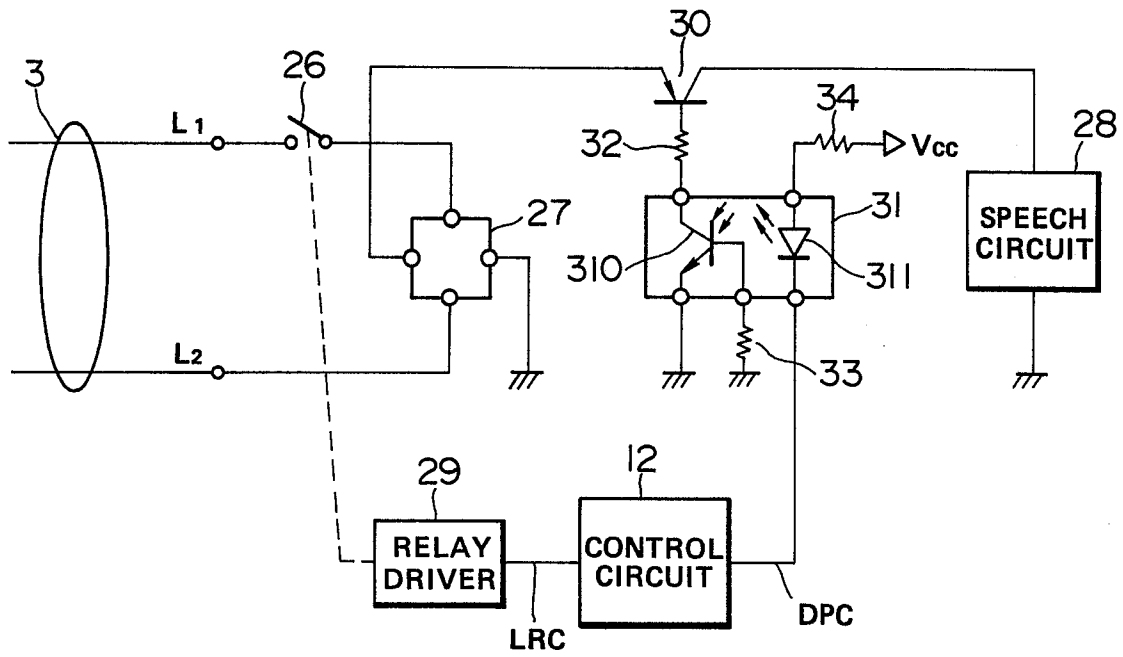 30
3
26
34
L1
32
Vcc
28
27
31
SPEECH
CIRCUIT
310
311
L2
33
29
12
RELAY
DRIVER
CONTROL
CIRCUIT
DPC
LRC